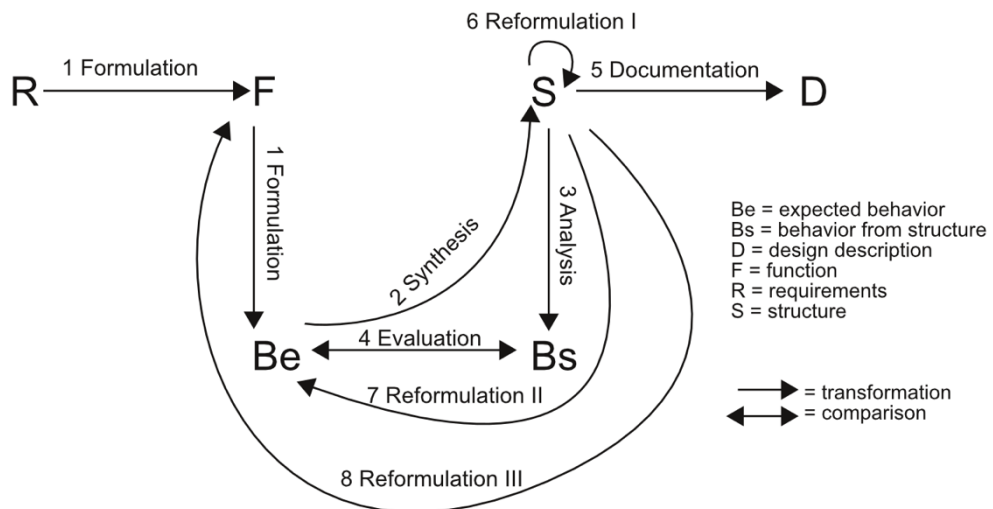 6 Reformulation I
1 Formulation
5 Documentation
R
F
S
D
1 Formulation
3 Analysis
2 Synthesis
Be = expected behavior
Bs = behavior from structure
D = design description
F = function
R = requirements
S = structure
4 Evaluation
Be
Bs
7 Reformulation II
= transformation
= comparison
8 Reformulation III